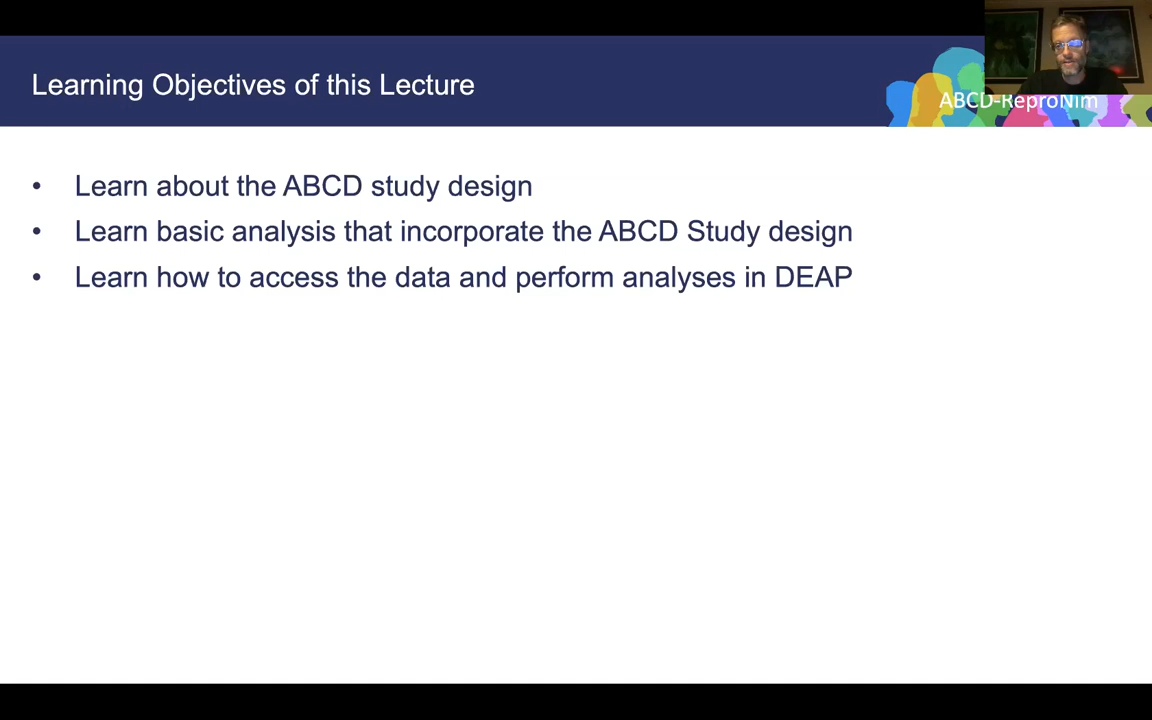 Learning Objectives of this Lecture
ABCD-ReproNim
• Learn about the ABCD study design
• Learn basic analysis that incorporate the ABCD Study design
• Learn how to access the data and perform analyses in DEAP